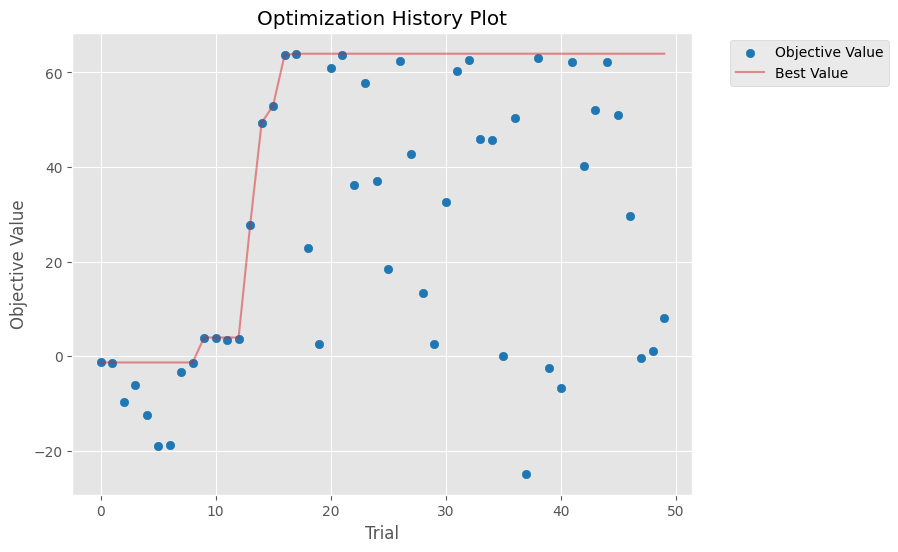 Optimization History Plot
Objective Value
Best Value
Objective Value
60
40
20
0
−20
0 10 20 30 40 50
Trial